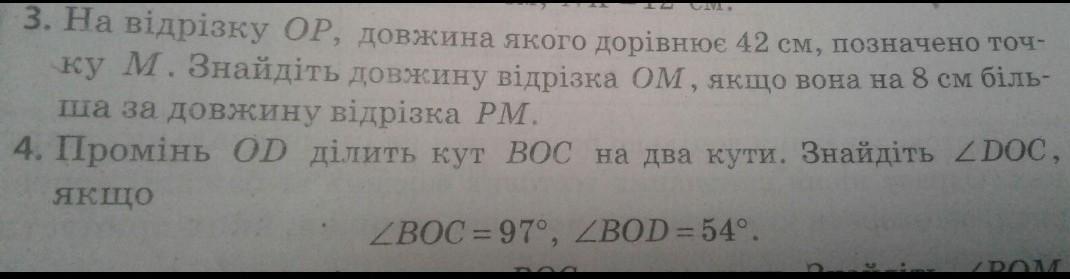 3. На відрізку OP, довжина якого дорівнює 42 см, позначено точ-
ку M. Знайдіть довжину відрізка OM, якщо вона на 8 см біль-
ша за довжину відрізка PM.
4. Промінь OD ділить кут BOC на два кути. Знайдіть ∠DOC,
якщо
∠BOC = 97°, ∠BOD = 54°.